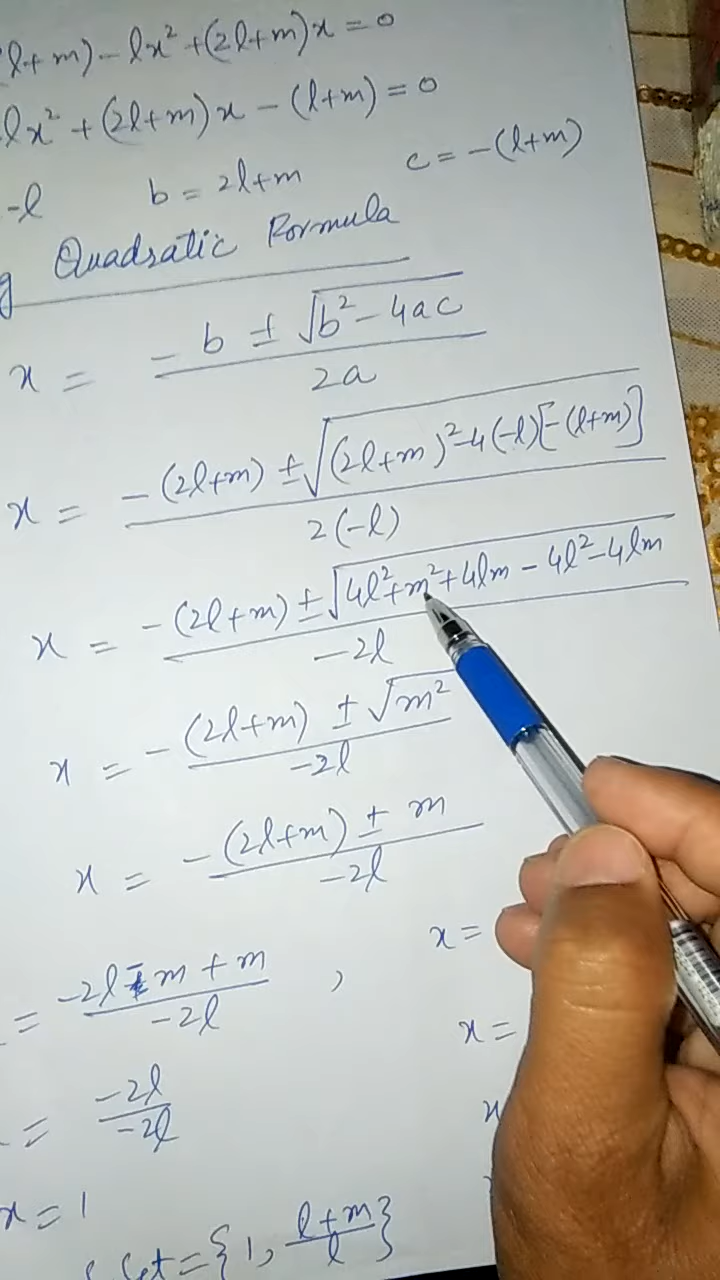 l+m) - lx² + (2l+m)x = 0
lx² + (2l+m)x - (l+m) = 0
-l b = 2l+m c = -(l+m)
g Quadratic Formula
x = - b ± √b² - 4ac / 2a
x = -(2l+m) ± √(2l+m)² - 4(-l)[-(l+m)] / 2(-l)
x = -(2l+m) ± √4l² + m² + 4lm - 4l² - 4lm / -2l
x = -(2l+m) ± √m² / -2l
x = -(2l+m) ± m / -2l
= -2l - m + m / -2l , x =
= -2l / -2l x =
x = 1 x
S. Set = {1, l+m / l}